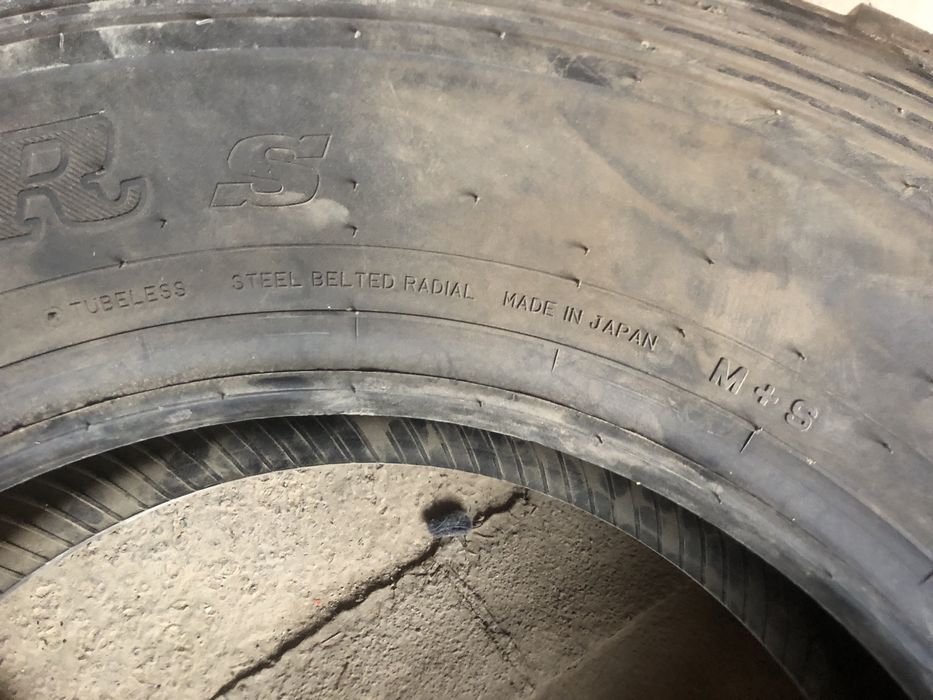 R S
TUBELESS STEEL BELTED RADIAL MADE IN JAPAN
M+S